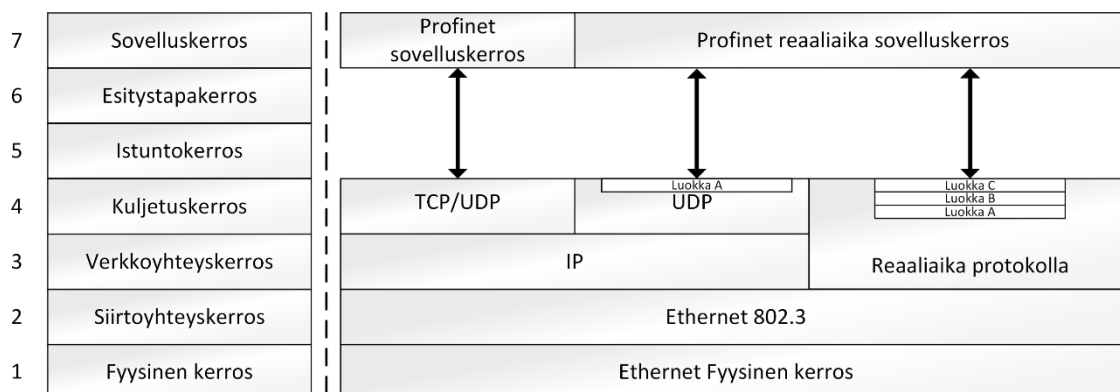 7
Sovelluskerros
Profinet
sovelluskerros
Profinet reaaliaika sovelluskerros
6
Esitystapakerros
5
Istuntokerros
4
Kuljetuskerros
TCP/UDP
Luokka A
UDP
Luokka C
Luokka B
Luokka A
3
Verkkoyhteyskerros
IP
Reaaliaika protokolla
2
Siirtoyhteyskerros
Ethernet 802.3
1
Fyysinen kerros
Ethernet Fyysinen kerros